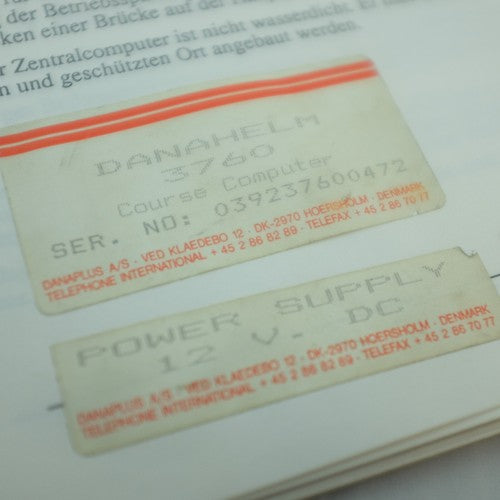 der Betriebssp
ken einer Brücke auf der
r Zentralcomputer ist nicht wasserdicht. Er
n und geschützten Ort angebaut werden.
DANAHELM
3760
Course Computer
SER. NO: 039237600472
DANAPLUS A/S · VED KLAEDEBO 12 · DK-2970 HOERSHOLM · DENMARK
TELEPHONE INTERNATIONAL + 45 2 86 82 89 · TELEFAX + 45 2 86 70 77
POWER SUPPLY
12 V. DC
DANAPLUS A/S · VED KLAEDEBO 12 · DK-2970 HOERSHOLM · DENMARK
TELEPHONE INTERNATIONAL + 45 2 86 82 89 · TELEFAX + 45 2 86 70 77